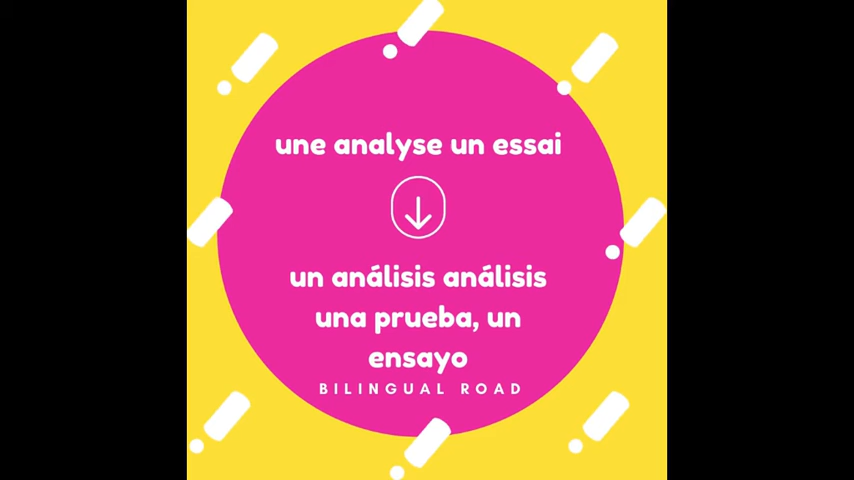 une analyse un essai
un análisis análisis
una prueba, un
ensayo
BILINGUAL ROAD